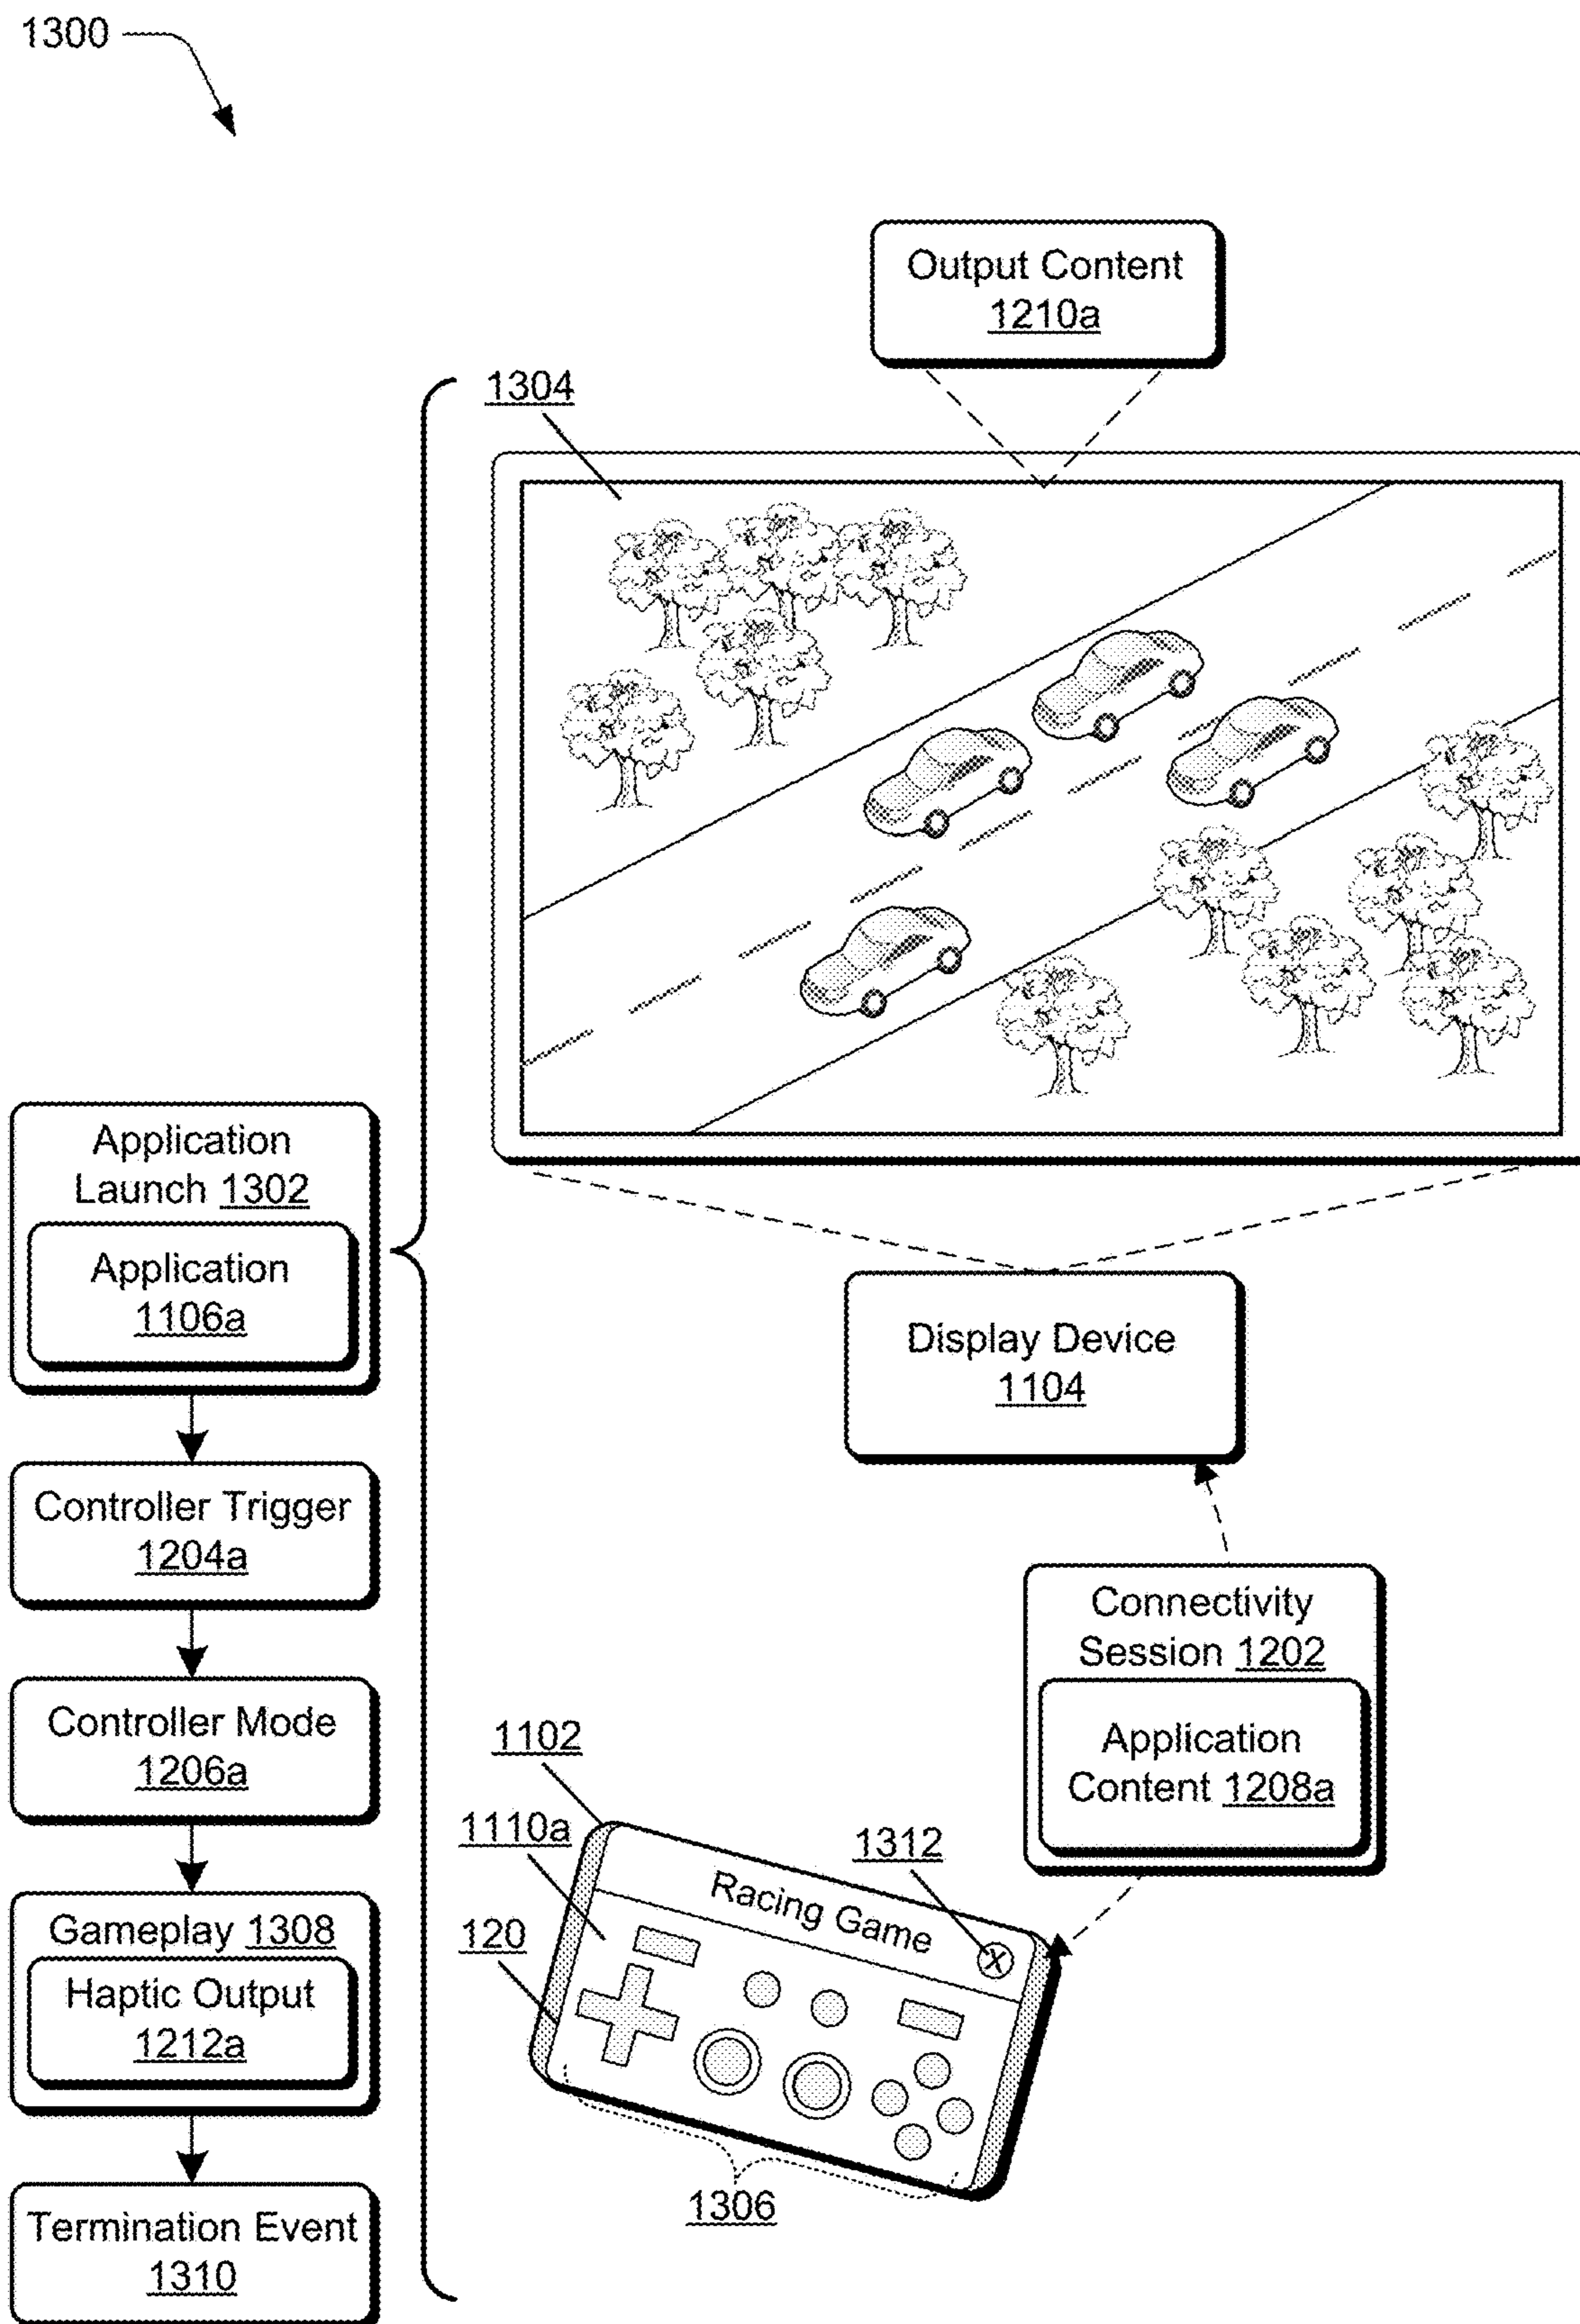 1300
Output Content
1210a
1304
Application
Launch 1302
Application
1106a
Controller Trigger
1204a
Controller Mode
1206a
Gameplay 1308
Haptic Output
1212a
Termination Event
1310
Display Device
1104
Connectivity
Session 1202
Application
Content 1208a
1102
1110a
120
1312
Racing Game
X
1306